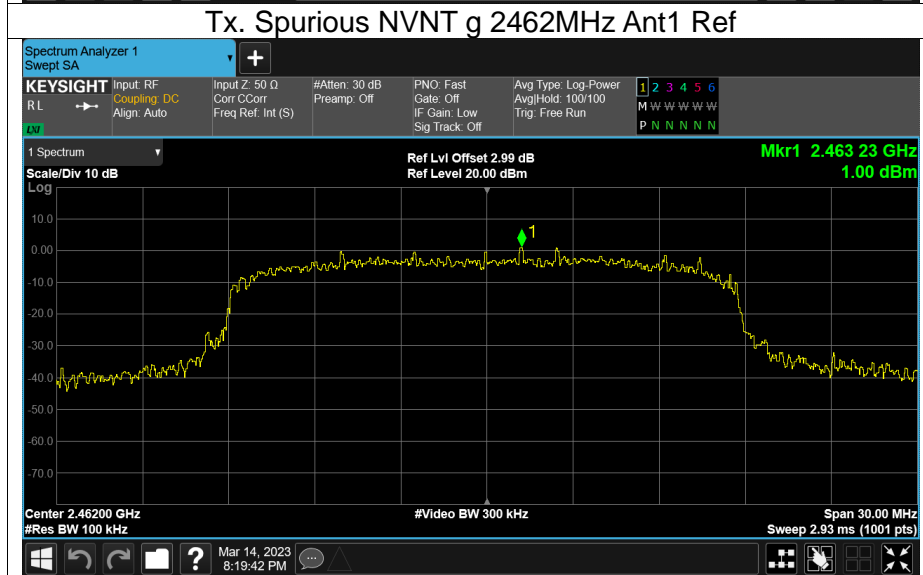 Tx. Spurious NVNT g 2462MHz Ant1 Ref
Spectrum Analyzer 1
Swept SA
+
KEYSIGHT
R L
LXI
Input: RF
Coupling: DC
Align: Auto
Input Z: 50 Ω
Corr CCorr
Freq Ref: Int (S)
#Atten: 30 dB
Preamp: Off
PNO: Fast
Gate: Off
IF Gain: Low
Sig Track: Off
Avg Type: Log-Power
Avg|Hold: 100/100
Trig: Free Run
1 2 3 4 5 6
M W W W W W
P N N N N N
1 Spectrum
Scale/Div 10 dB
Log
Ref Lvl Offset 2.99 dB
Ref Level 20.00 dBm
Mkr1 2.463 23 GHz
1.00 dBm
10.0
0.00
-10.0
-20.0
-30.0
-40.0
-50.0
-60.0
-70.0
1
Center 2.46200 GHz
#Res BW 100 kHz
#Video BW 300 kHz
Span 30.00 MHz
Sweep 2.93 ms (1001 pts)
?
Mar 14, 2023
8:19:42 PM